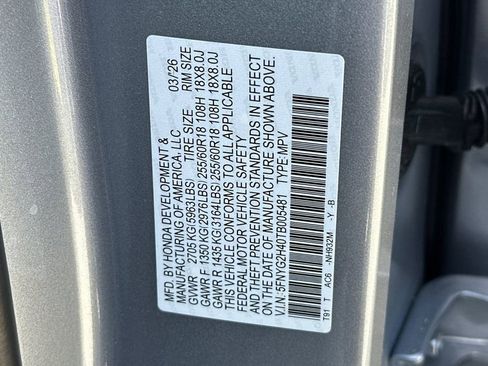 MFD. BY HONDA DEVELOPMENT & 03/26
MANUFACTURING OF AMERICA, LLC
GVWR 2705 KG(5963LBS) TIRE SIZE RIM SIZE
GAWR F 1350 KG(2976LBS) 255/60R18 108H 18X8.0J
GAWR R 1435 KG(3164LBS) 255/60R18 108H 18X8.0J
THIS VEHICLE CONFORMS TO ALL APPLICABLE
FEDERAL MOTOR VEHICLE SAFETY
AND THEFT PREVENTION STANDARDS IN EFFECT
ON THE DATE OF MANUFACTURE SHOWN ABOVE.
V.I.N.: 5FNYG2H40TB005481 TYPE:MPV
T91 T AC6 -NH932M -Y -B